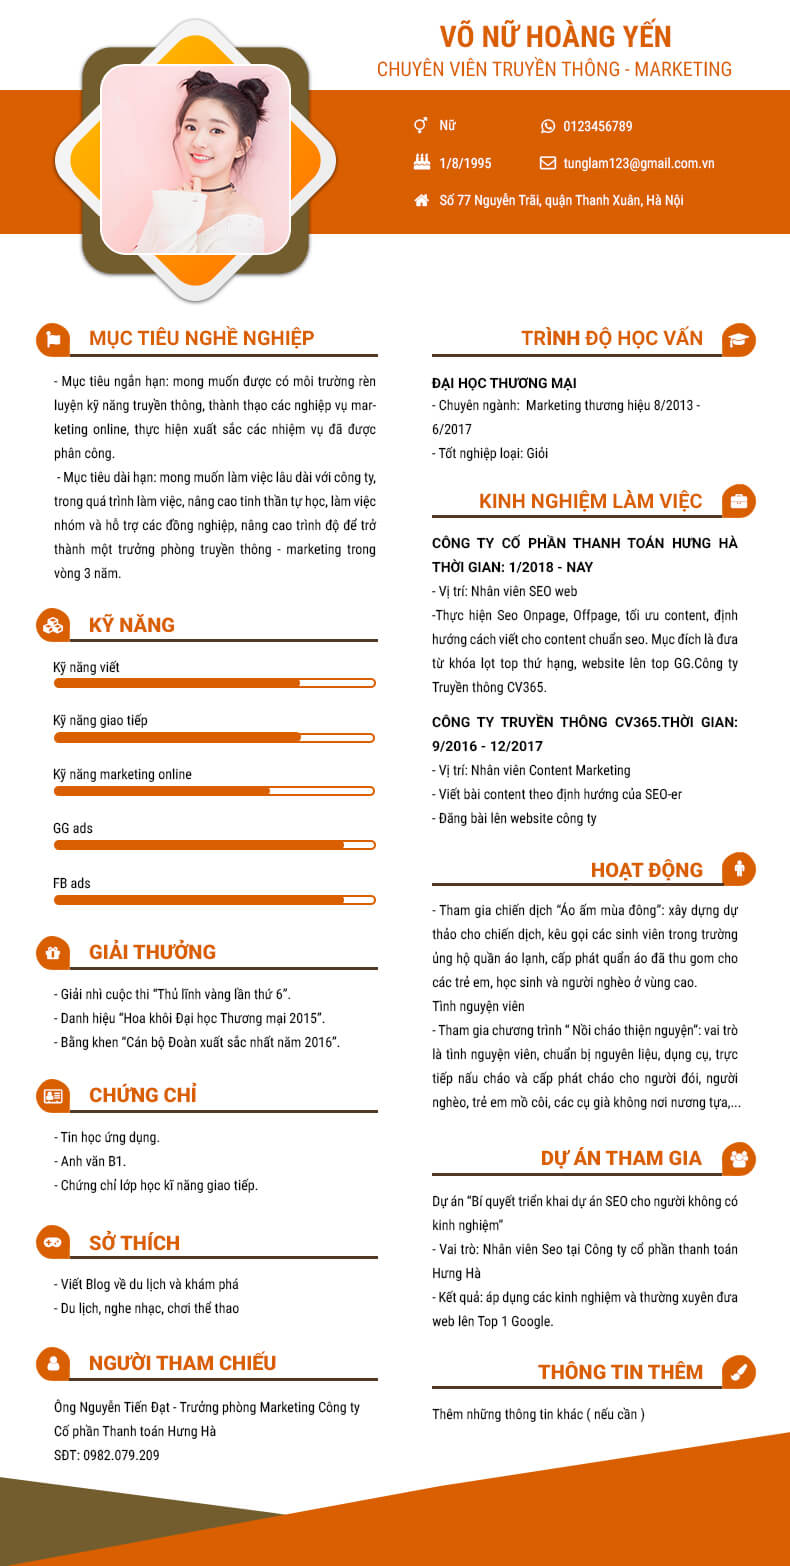 VÕ NỮ HOÀNG YẾN
CHUYÊN VIÊN TRUYỀN THÔNG - MARKETING
Nữ
0123456789
1/8/1995
tunglam123@gmail.com.vn
Số 77 Nguyễn Trãi, quận Thanh Xuân, Hà Nội
MỤC TIÊU NGHỀ NGHIỆP
- Mục tiêu ngắn hạn: mong muốn được có môi trường rèn
luyện kỹ năng truyền thông, thành thạo các nghiệp vụ mar-
keting online, thực hiện xuất sắc các nhiệm vụ đã được
phân công.
- Mục tiêu dài hạn: mong muốn làm việc lâu dài với công ty,
trong quá trình làm việc, nâng cao tinh thần tự học, làm việc
nhóm và hỗ trợ các đồng nghiệp, nâng cao trình độ để trở
thành một trưởng phòng truyền thông - marketing trong
vòng 3 năm.
KỸ NĂNG
Kỹ năng viết
Kỹ năng giao tiếp
Kỹ năng marketing online
GG ads
FB ads
GIẢI THƯỞNG
- Giải nhì cuộc thi “Thủ lĩnh vàng lần thứ 6”.
- Danh hiệu “Hoa khôi Đại học Thương mại 2015”.
- Bằng khen “Cán bộ Đoàn xuất sắc nhất năm 2016”.
CHỨNG CHỈ
- Tin học ứng dụng.
- Anh văn B1.
- Chứng chỉ lớp học kĩ năng giao tiếp.
SỞ THÍCH
- Viết Blog về du lịch và khám phá
- Du lịch, nghe nhạc, chơi thể thao
NGƯỜI THAM CHIẾU
Ông Nguyễn Tiến Đạt - Trưởng phòng Marketing Công ty
Cổ phần Thanh toán Hưng Hà
SĐT: 0982.079.209
TRÌNH ĐỘ HỌC VẤN
ĐẠI HỌC THƯƠNG MẠI
- Chuyên ngành:  Marketing thương hiệu 8/2013 -
6/2017
- Tốt nghiệp loại: Giỏi
KINH NGHIỆM LÀM VIỆC
CÔNG TY CỔ PHẦN THANH TOÁN HƯNG HÀ
THỜI GIAN: 1/2018 - NAY
- Vị trí: Nhân viên SEO web
-Thực hiện Seo Onpage, Offpage, tối ưu content, định
hướng cách viết cho content chuẩn seo. Mục đích là đưa
từ khóa lọt top thứ hạng, website lên top GG.Công ty
Truyền thông CV365.
CÔNG TY TRUYỀN THÔNG CV365.THỜI GIAN:
9/2016 - 12/2017
- Vị trí: Nhân viên Content Marketing
- Viết bài content theo định hướng của SEO-er
- Đăng bài lên website công ty
HOẠT ĐỘNG
- Tham gia chiến dịch “Áo ấm mùa đông”: xây dựng dự
thảo cho chiến dịch, kêu gọi các sinh viên trong trường
ủng hộ quần áo lạnh, cấp phát quần áo đã thu gom cho
các trẻ em, học sinh và người nghèo ở vùng cao.
Tình nguyện viên
- Tham gia chương trình “ Nồi cháo thiện nguyện”: vai trò
là tình nguyện viên, chuẩn bị nguyên liệu, dụng cụ, trực
tiếp nấu cháo và cấp phát cháo cho người đói, người
nghèo, trẻ em mồ côi, các cụ già không nơi nương tựa,...
DỰ ÁN THAM GIA
Dự án “Bí quyết triển khai dự án SEO cho người không có
kinh nghiệm”
- Vai trò: Nhân viên Seo tại Công ty cổ phần thanh toán
Hưng Hà
- Kết quả: áp dụng các kinh nghiệm và thường xuyên đưa
web lên Top 1 Google.
THÔNG TIN THÊM
Thêm những thông tin khác ( nếu cần )